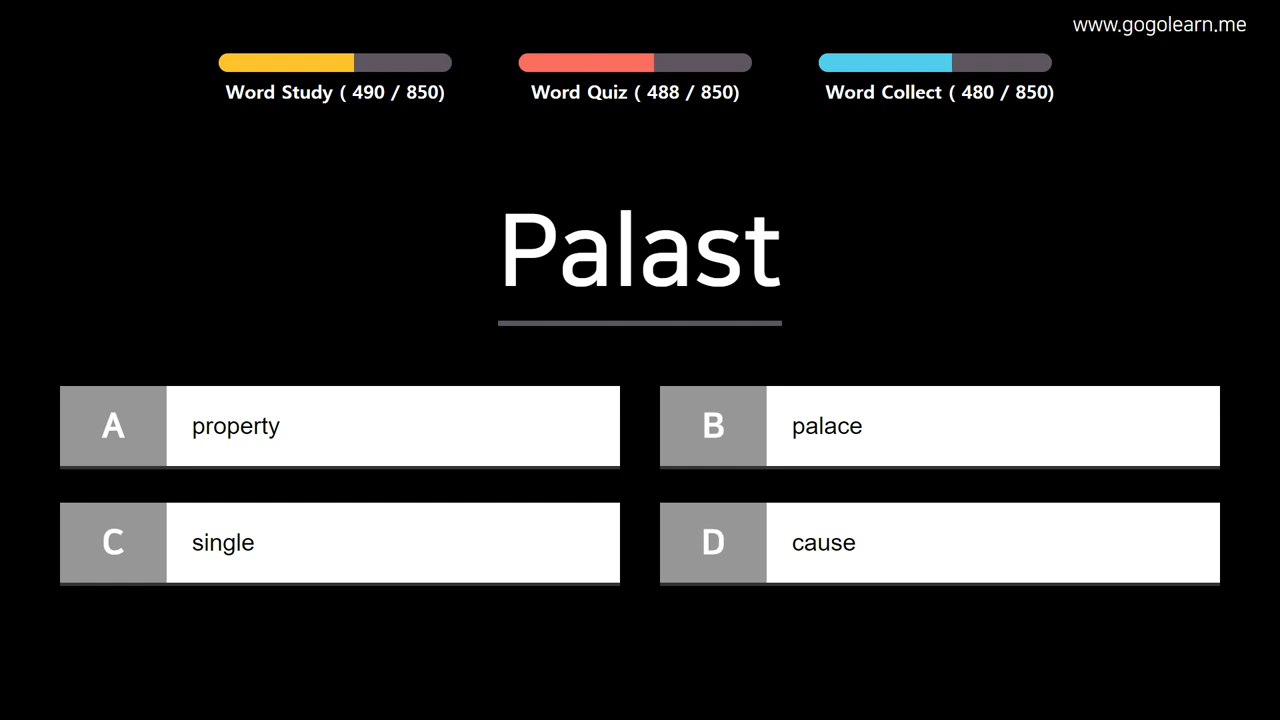 www.gogolearn.me
Word Study ( 490 / 850)
Word Quiz ( 488 / 850)
Word Collect ( 480 / 850)
Palast
A property
B palace
C single
D cause